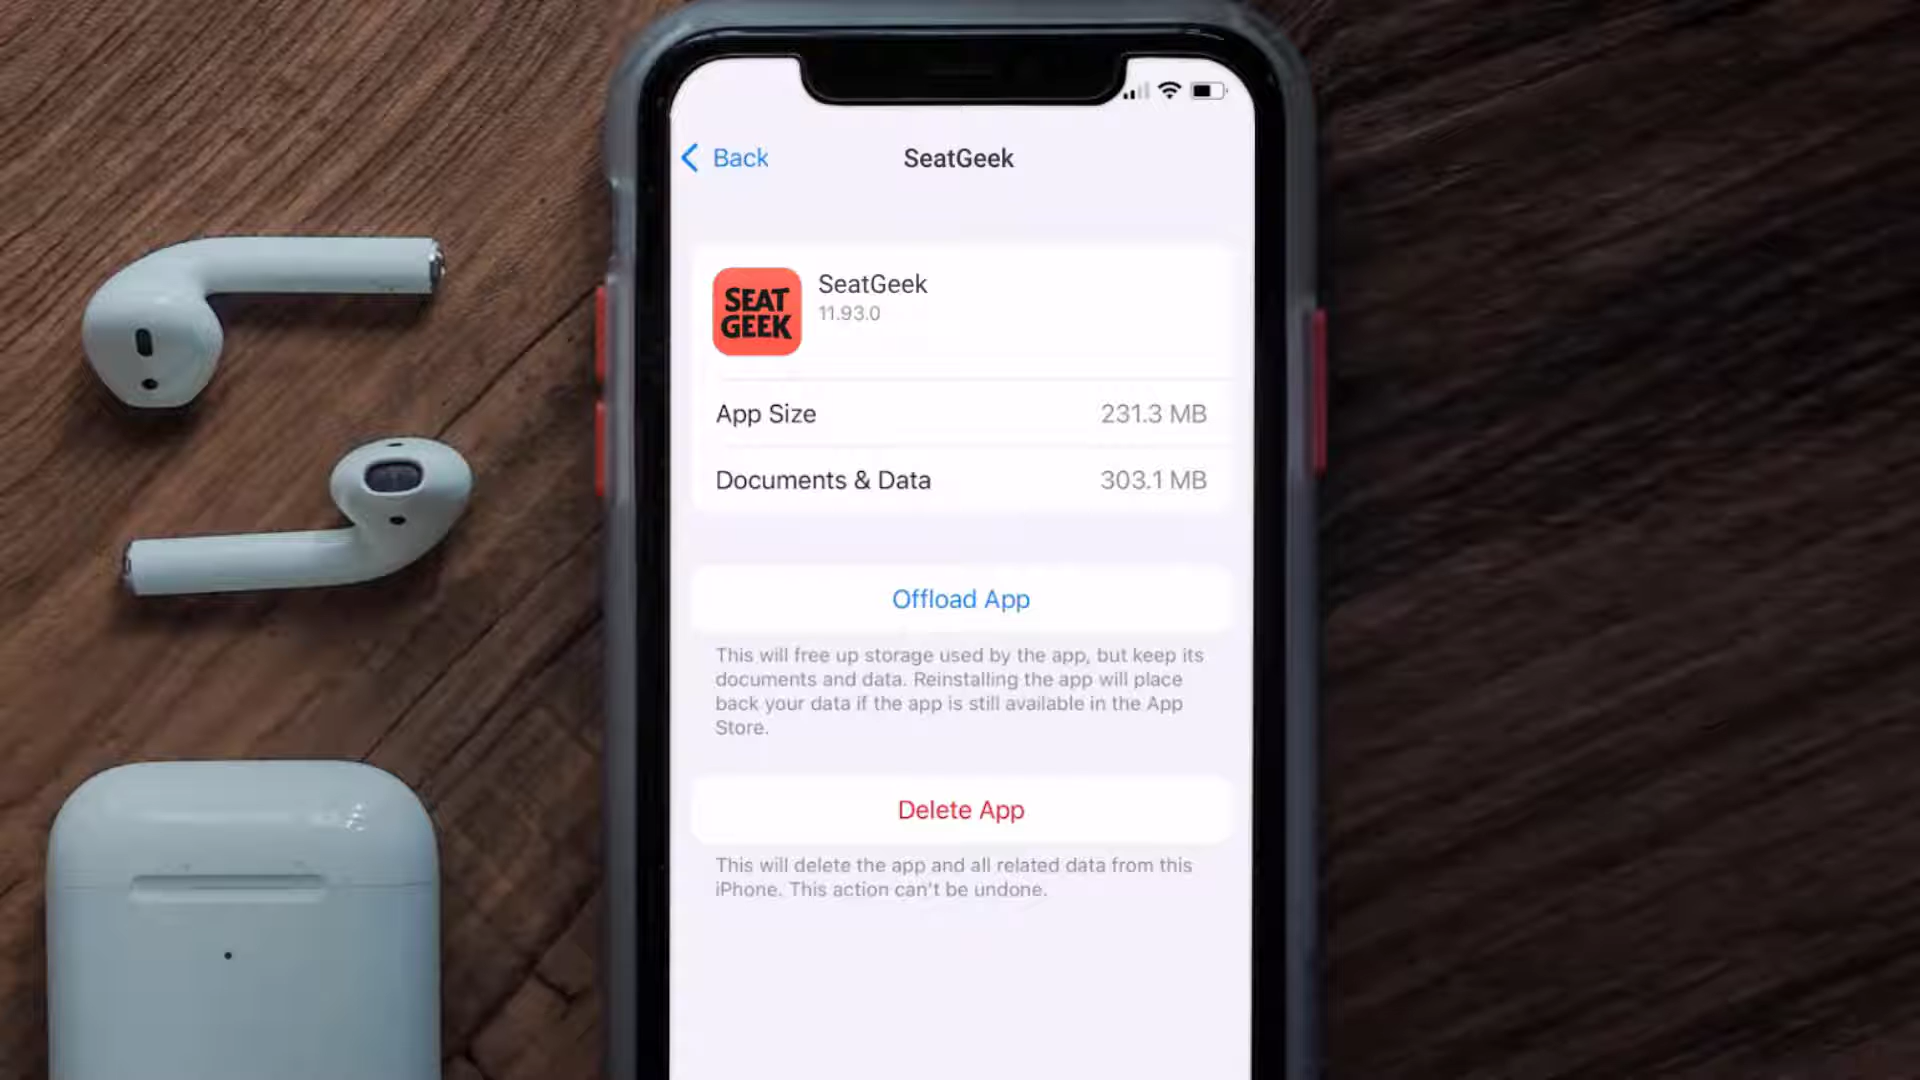 Back
SeatGeek
SEAT
GEEK
SeatGeek
11.93.0
App Size
231.3 MB
Documents & Data
303.1 MB
Offload App
This will free up storage used by the app, but keep its
documents and data. Reinstalling the app will place
back your data if the app is still available in the App
Store.
Delete App
This will delete the app and all related data from this
iPhone. This action can't be undone.